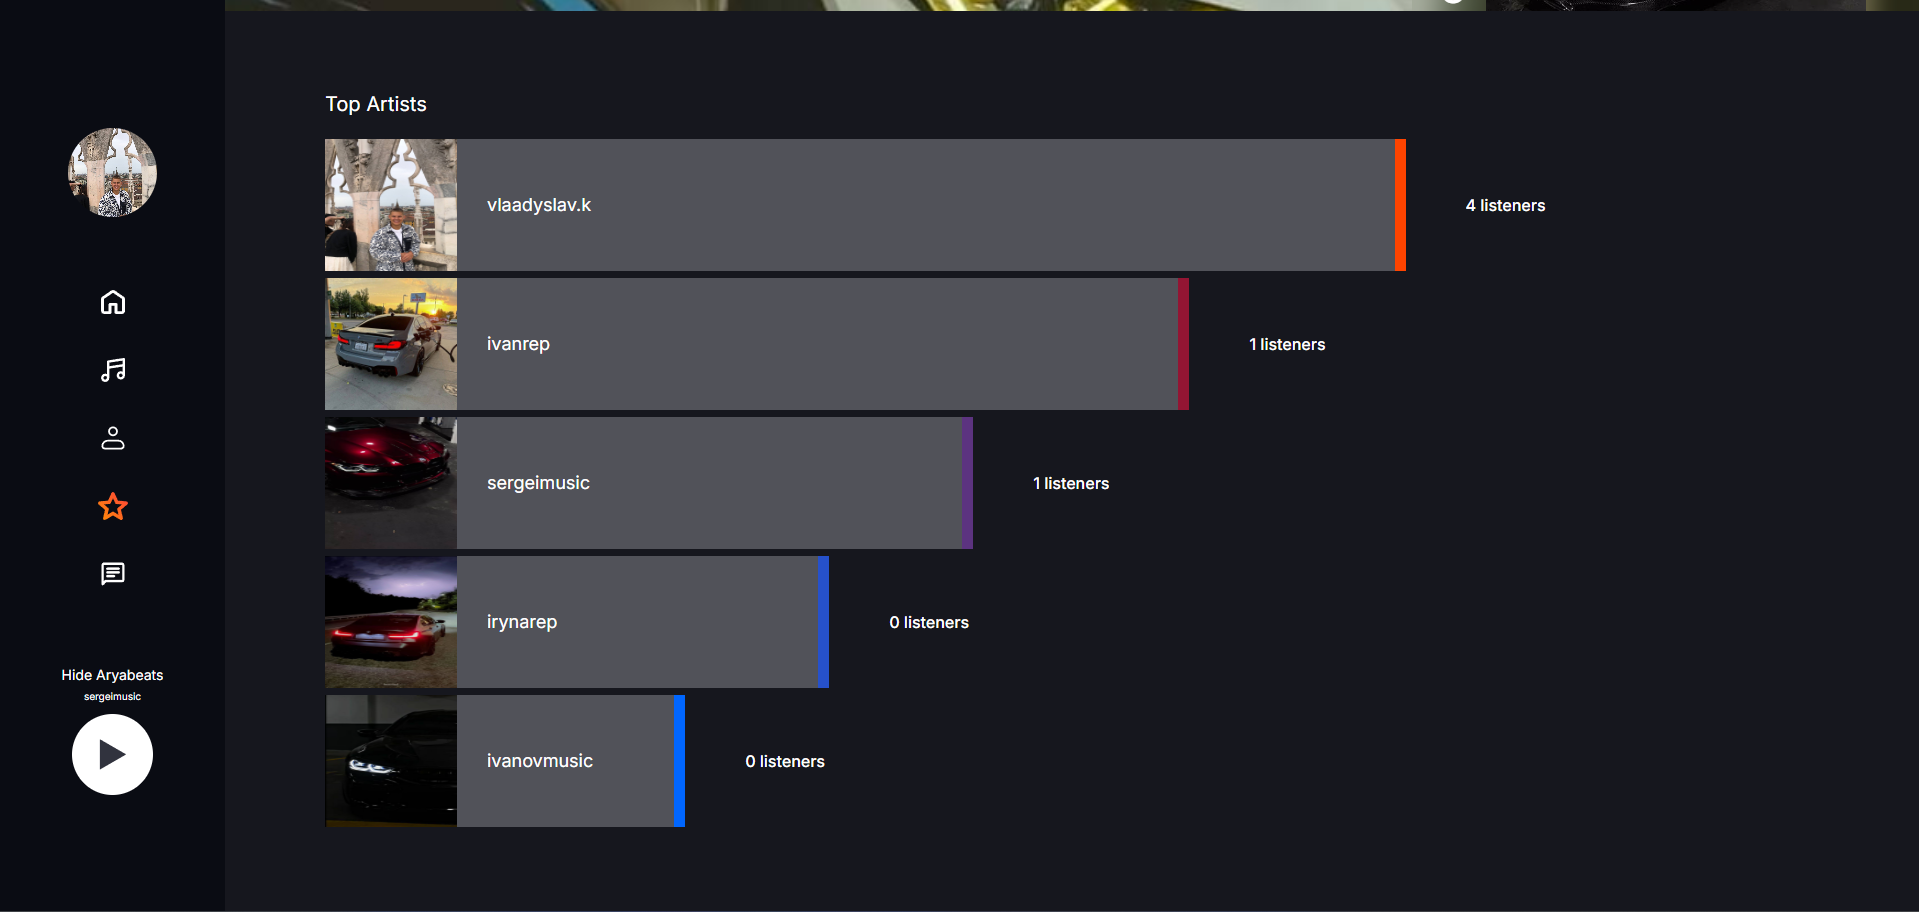 Top Artists
vlaadyslav.k
4 listeners
ivanrep
1 listeners
sergeimusic
1 listeners
irynarep
0 listeners
ivanovmusic
0 listeners
Hide Aryabeats
sergeimusic